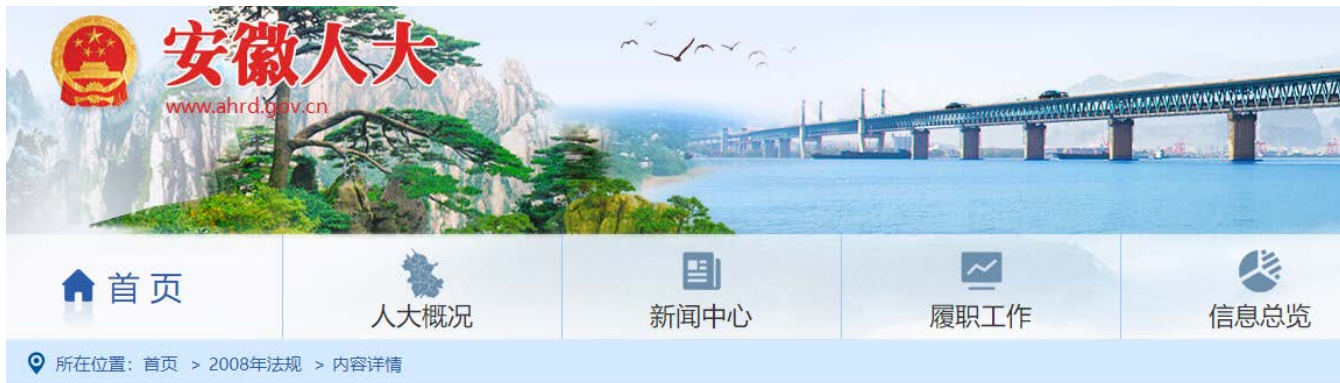 安徽人大
www.ahrd.gov.cn
首页
人大概况
新闻中心
履职工作
信息总览
所在位置：首页 > 2008年法规 > 内容详情